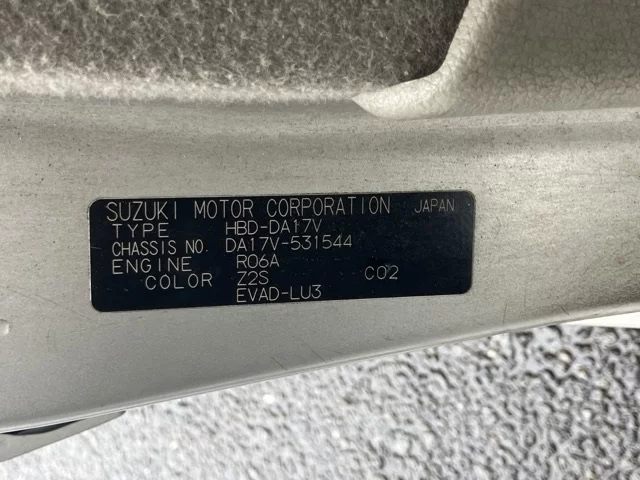 SUZUKI MOTOR CORPORATION JAPAN
TYPE HBD-DA17V
CHASSIS NO. DA17V-531544
ENGINE R06A
COLOR Z2S C02
EVAD-LU3